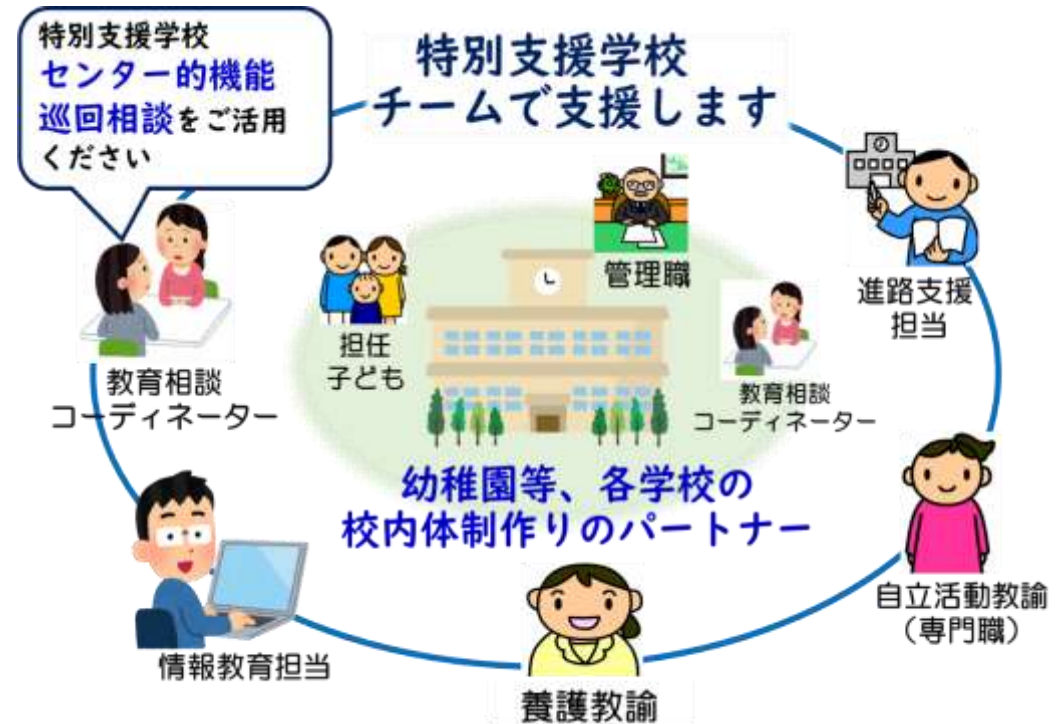 特別支援学校
センター的機能
巡回相談をご活用
ください
特別支援学校
チームで支援します
管理職
進路支援
担当
担任
子ども
教育相談
コーディネーター
教育相談
コーディネーター
幼稚園等、各学校の
校内体制作りのパートナー
自立活動教諭
（専門職）
情報教育担当
養護教諭